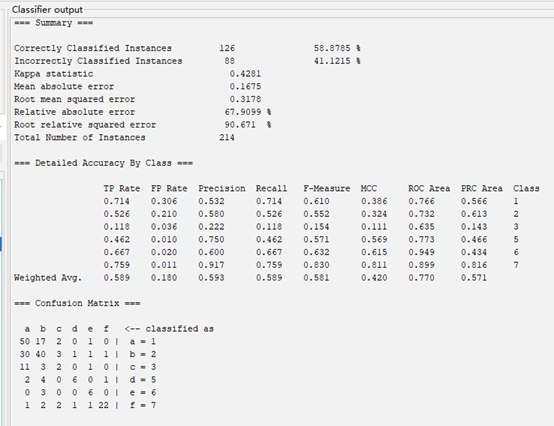 Classifier output
=== Summary ===
Correctly Classified Instances 126 58.8785 %
Incorrectly Classified Instances 88 41.1215 %
Kappa statistic 0.4281
Mean absolute error 0.1675
Root mean squared error 0.3178
Relative absolute error 67.9099 %
Root relative squared error 90.671 %
Total Number of Instances 214
=== Detailed Accuracy By Class ===
TP Rate FP Rate Precision Recall F-Measure MCC ROC Area PRC Area Class
0.714 0.306 0.532 0.714 0.610 0.386 0.766 0.566 1
0.526 0.210 0.580 0.526 0.552 0.324 0.732 0.613 2
0.118 0.036 0.222 0.118 0.154 0.111 0.635 0.143 3
0.462 0.010 0.750 0.462 0.571 0.569 0.773 0.466 5
0.667 0.020 0.600 0.667 0.632 0.615 0.949 0.434 6
0.759 0.011 0.917 0.759 0.830 0.811 0.899 0.816 7
Weighted Avg. 0.589 0.180 0.593 0.589 0.581 0.420 0.770 0.571
=== Confusion Matrix ===
a b c d e f <-- classified as
50 17 2 0 1 0 | a = 1
30 40 3 1 1 1 | b = 2
11 3 2 0 1 0 | c = 3
2 4 0 6 0 1 | d = 5
0 3 0 0 6 0 | e = 6
1 2 2 1 1 22 | f = 7